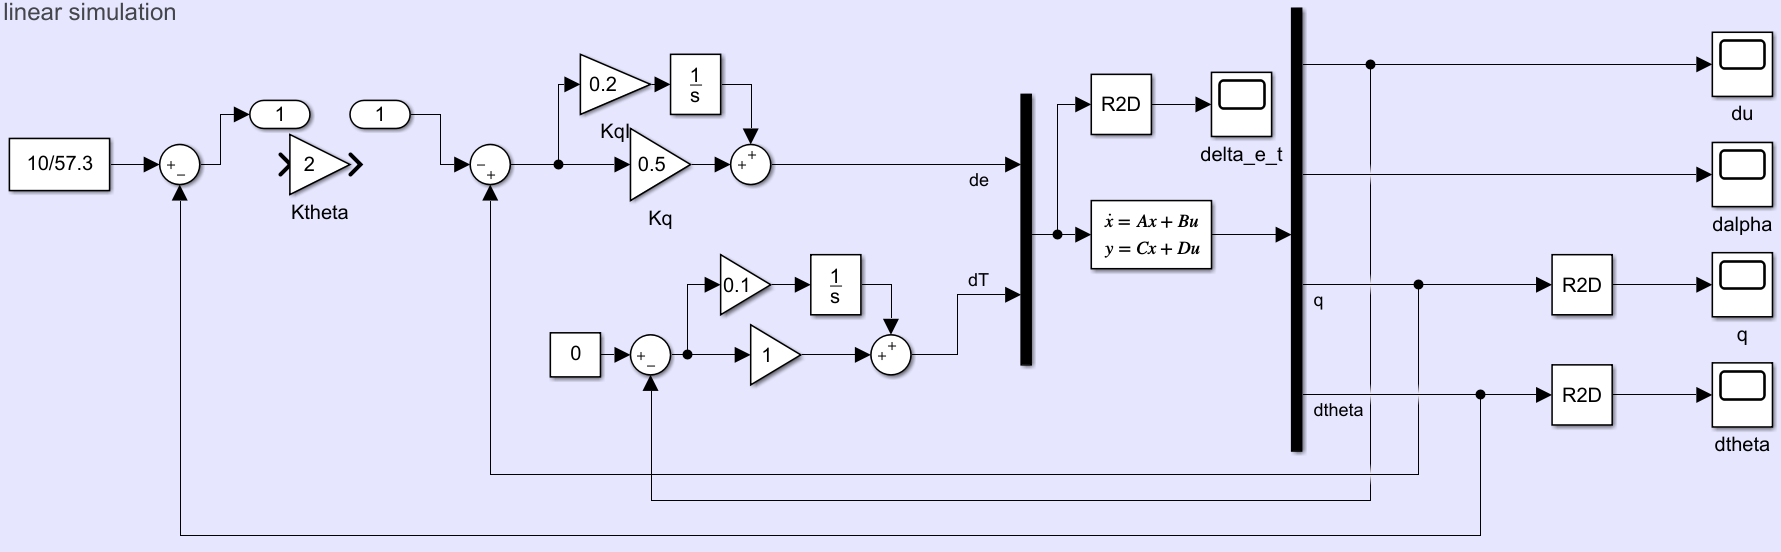 linear simulation
10/57.3
+
−
1
2
Ktheta
1
−
+
0.2
KqI
1
s
0.5
Kq
+
+
de
0
+
−
0.1
1
s
1
+
+
dT
R2D
delta_e_t
ẋ = Ax + Bu
y = Cx + Du
du
dalpha
q
R2D
q
dtheta
R2D
dtheta